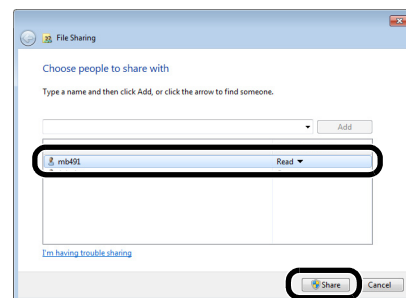 File Sharing
Choose people to share with
Type a name and then click Add, or click the arrow to find someone.
Add
mb491 Read
I'm having trouble sharing
Share Cancel